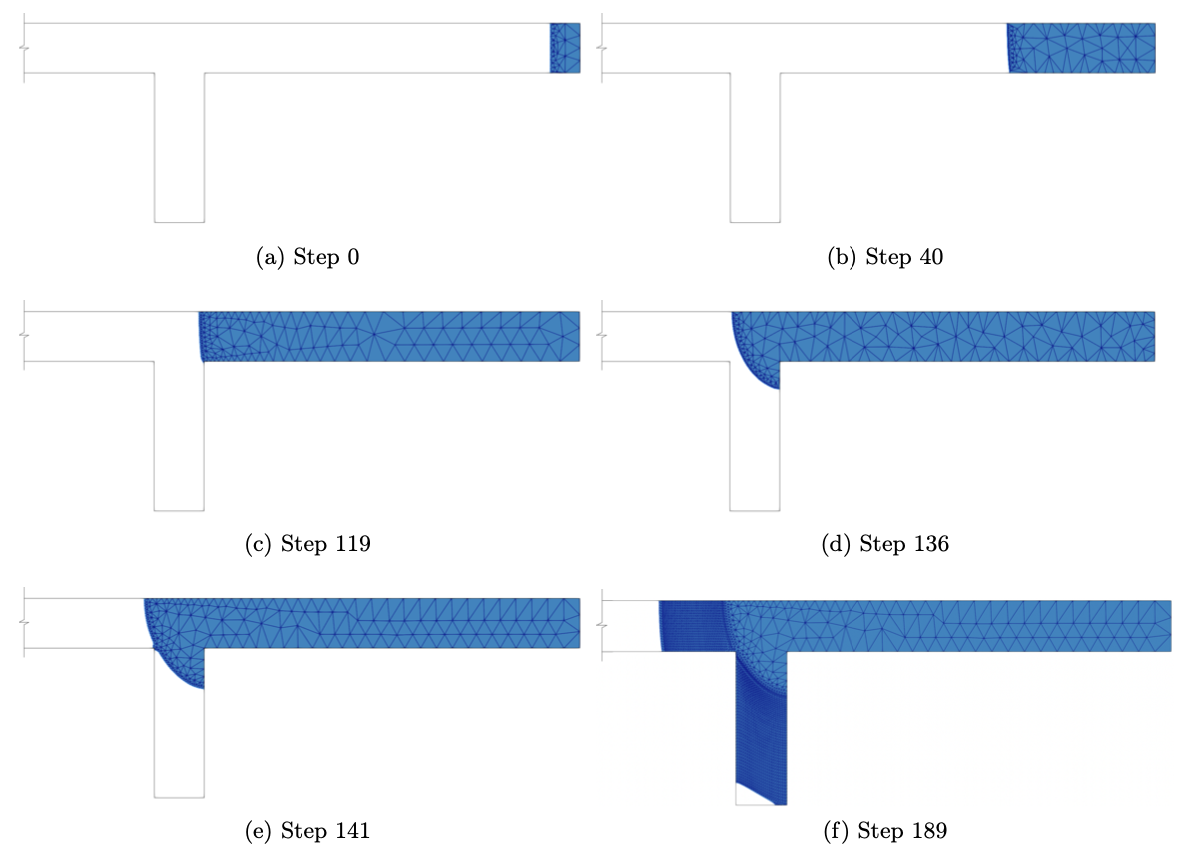 (a) Step 0
(b) Step 40
(c) Step 119
(d) Step 136
(e) Step 141
(f) Step 189